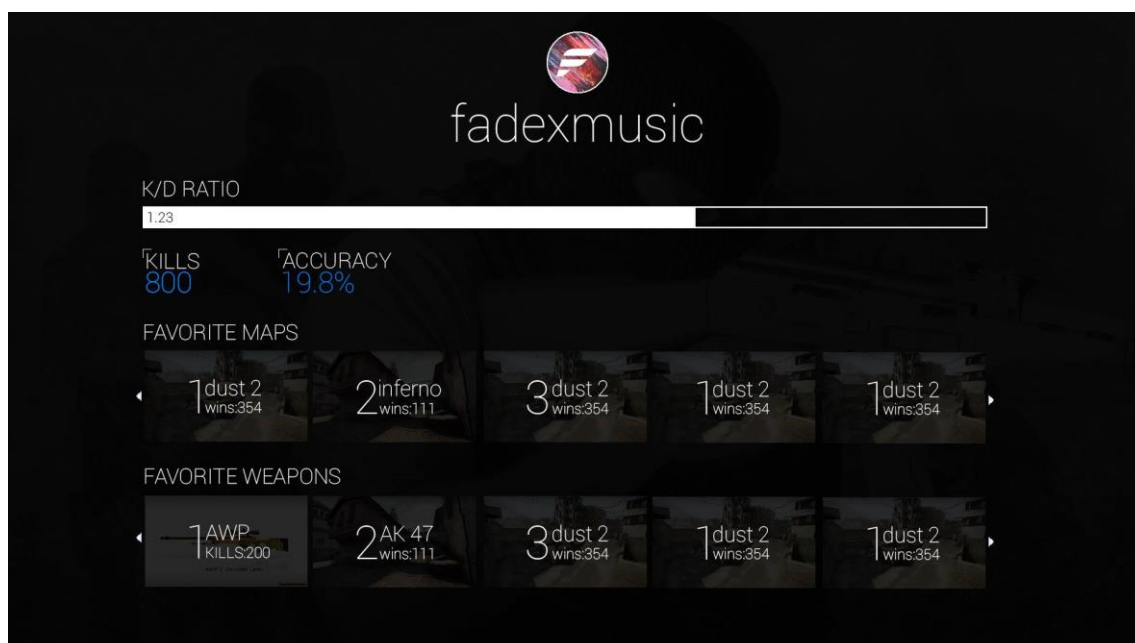 fadexmusic
K/D RATIO
1.23
KILLS
800
ACCURACY
19.8%
FAVORITE MAPS
1 dust 2
wins:354
2 inferno
wins:111
3 dust 2
wins:354
1 dust 2
wins:354
1 dust 2
wins:354
FAVORITE WEAPONS
1 AWP
KILLS:200
2 AK 47
wins:111
3 dust 2
wins:354
1 dust 2
wins:354
1 dust 2
wins:354